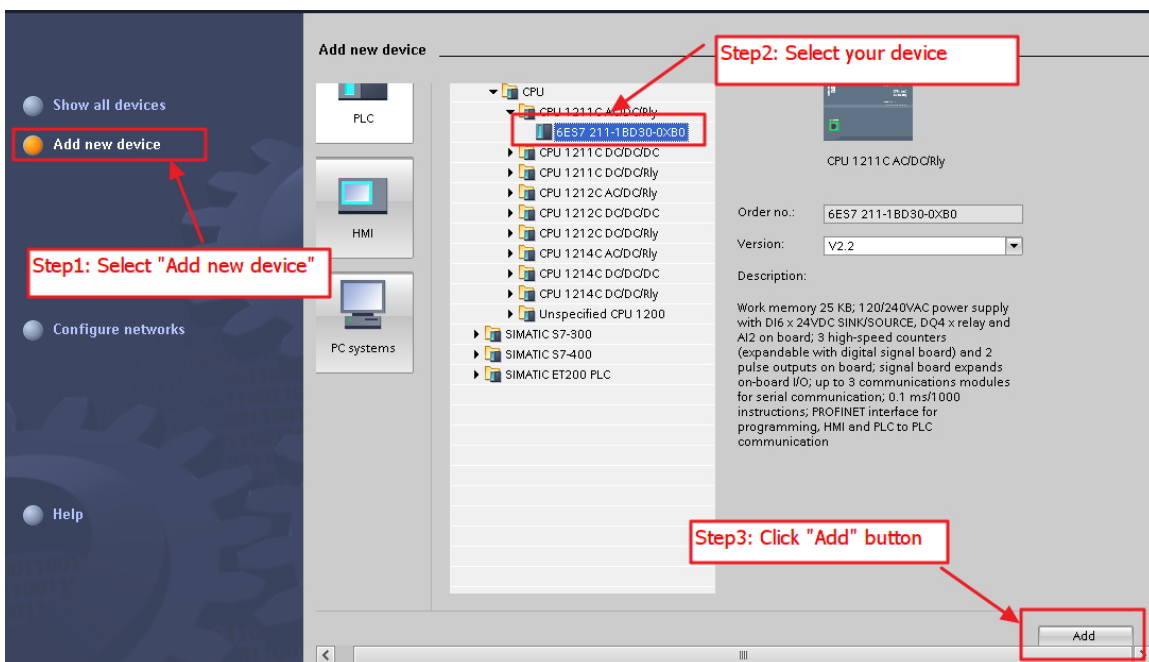 Add new device
Step2: Select your device
Show all devices
Add new device
Configure networks
Help
Step1: Select "Add new device"
PLC
HMI
PC systems
CPU
CPU 1211C AC/DC/Rly
6ES7 211-1BD30-0XB0
CPU 1211C DC/DC/DC
CPU 1211C DC/DC/Rly
CPU 1212C AC/DC/Rly
CPU 1212C DC/DC/DC
CPU 1212C DC/DC/Rly
CPU 1214C AC/DC/Rly
CPU 1214C DC/DC/DC
CPU 1214C DC/DC/Rly
Unspecified CPU 1200
SIMATIC S7-300
SIMATIC S7-400
SIMATIC ET200 PLC
CPU 1211C AC/DC/Rly
Order no.: 6ES7 211-1BD30-0XB0
Version: V2.2
Description:
Work memory 25 KB; 120/240VAC power supply
with DI6 x 24VDC SINK/SOURCE, DQ4 x relay and
AI2 on board; 3 high-speed counters
(expandable with digital signal board) and 2
pulse outputs on board; signal board expands
on-board I/O; up to 3 communications modules
for serial communication; 0.1 ms/1000
instructions; PROFINET interface for
programming, HMI and PLC to PLC
communication
Step3: Click "Add" button
Add